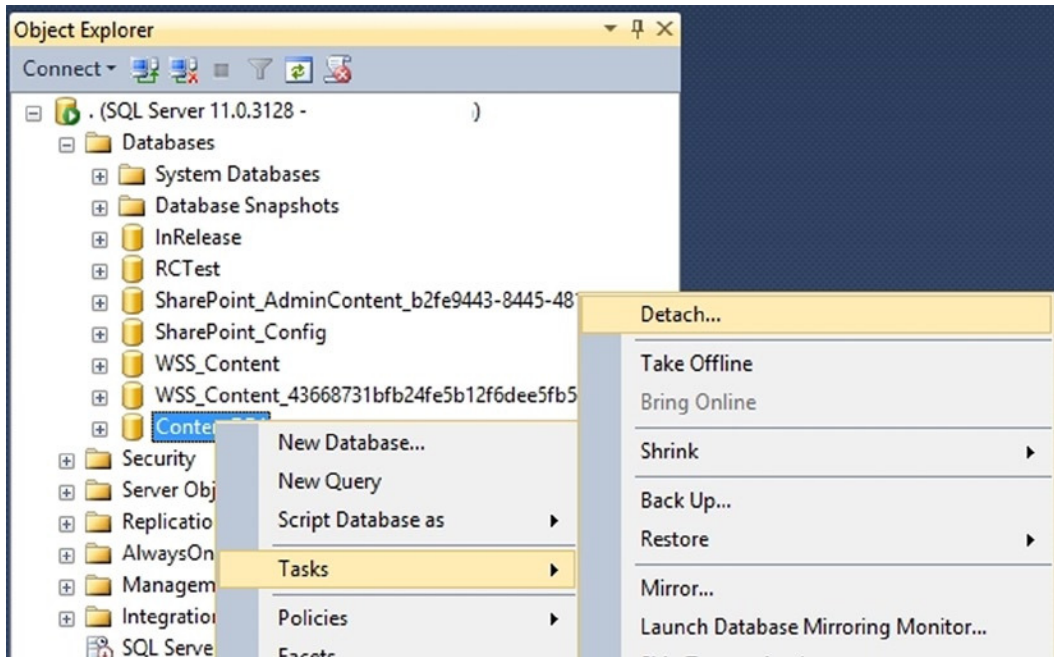 Object Explorer
Connect
. (SQL Server 11.0.3128 - )
Databases
System Databases
Database Snapshots
InRelease
RCTest
SharePoint_AdminContent_b2fe9443-8445-48
SharePoint_Config
WSS_Content
WSS_Content_43668731bfb24fe5b12f6dee5fb5
Conte
Security
Server Obj
Replicatio
AlwaysOn
Managem
Integration
SQL Serve
New Database...
New Query
Script Database as
Tasks
Policies
Facets
Detach...
Take Offline
Bring Online
Shrink
Back Up...
Restore
Mirror...
Launch Database Mirroring Monitor...